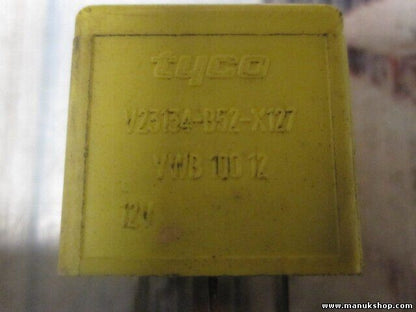 tyco
V23134-B52-X127
YWB 100 12
12V
www.manukshop.com